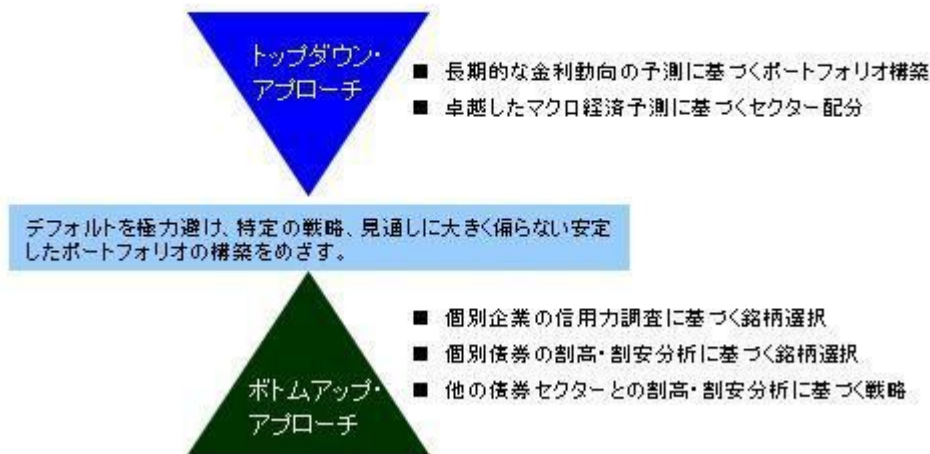 トップダウン・
アプローチ
■ 長期的な金利動向の予測に基づくポートフォリオ構築
■ 卓越したマクロ経済予測に基づくセクター配分
デフォルトを極力避け、特定の戦略、見通しに大きく偏らない安定
したポートフォリオの構築をめざす。
■ 個別企業の信用力調査に基づく銘柄選択
■ 個別債券の割高・割安分析に基づく銘柄選択
■ 他の債券セクターとの割高・割安分析に基づく戦略
ボトムアップ・
アプローチ